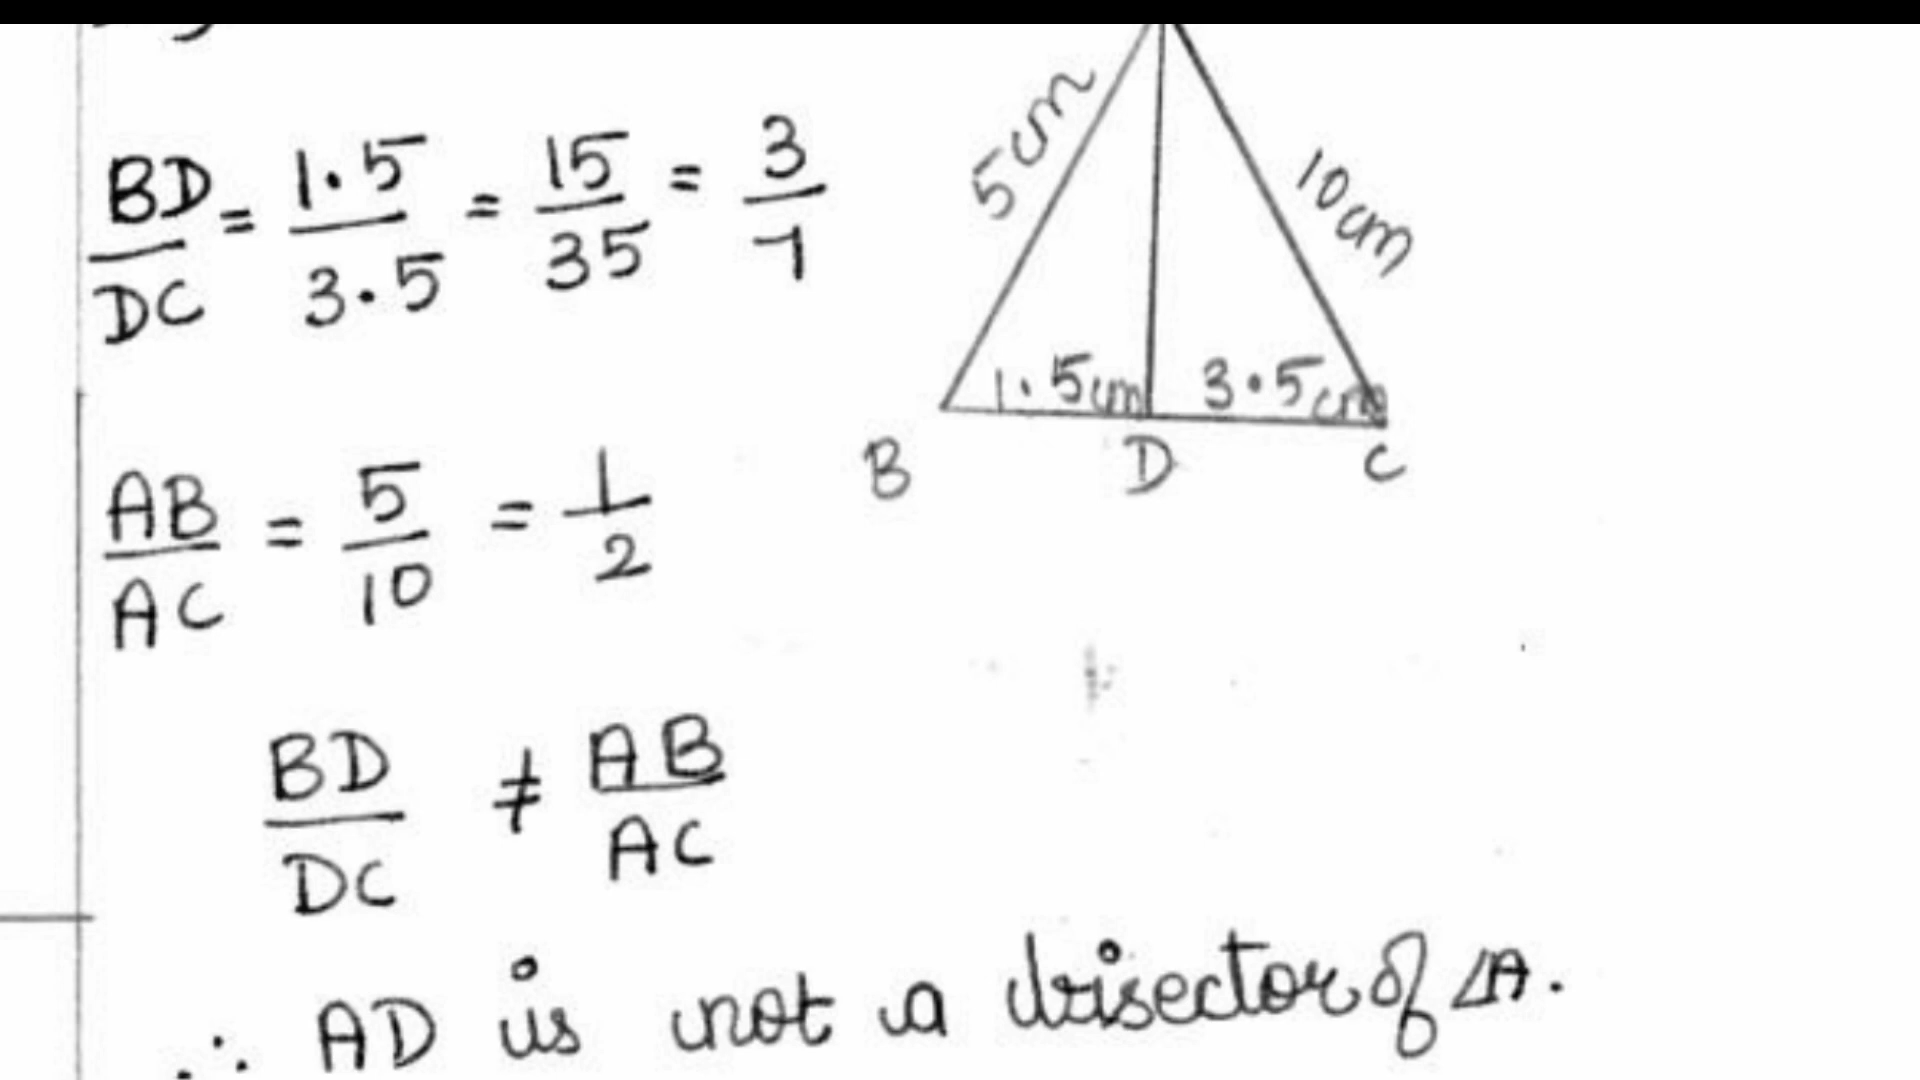 5cm
10cm
BD/DC = 1.5/3.5 = 15/35 = 3/7
1.5cm 3.5cm
B D C
AB/AC = 5/10 = 1/2
BD/DC ≠ AB/AC
∴ AD is not a bisector of ∠A.